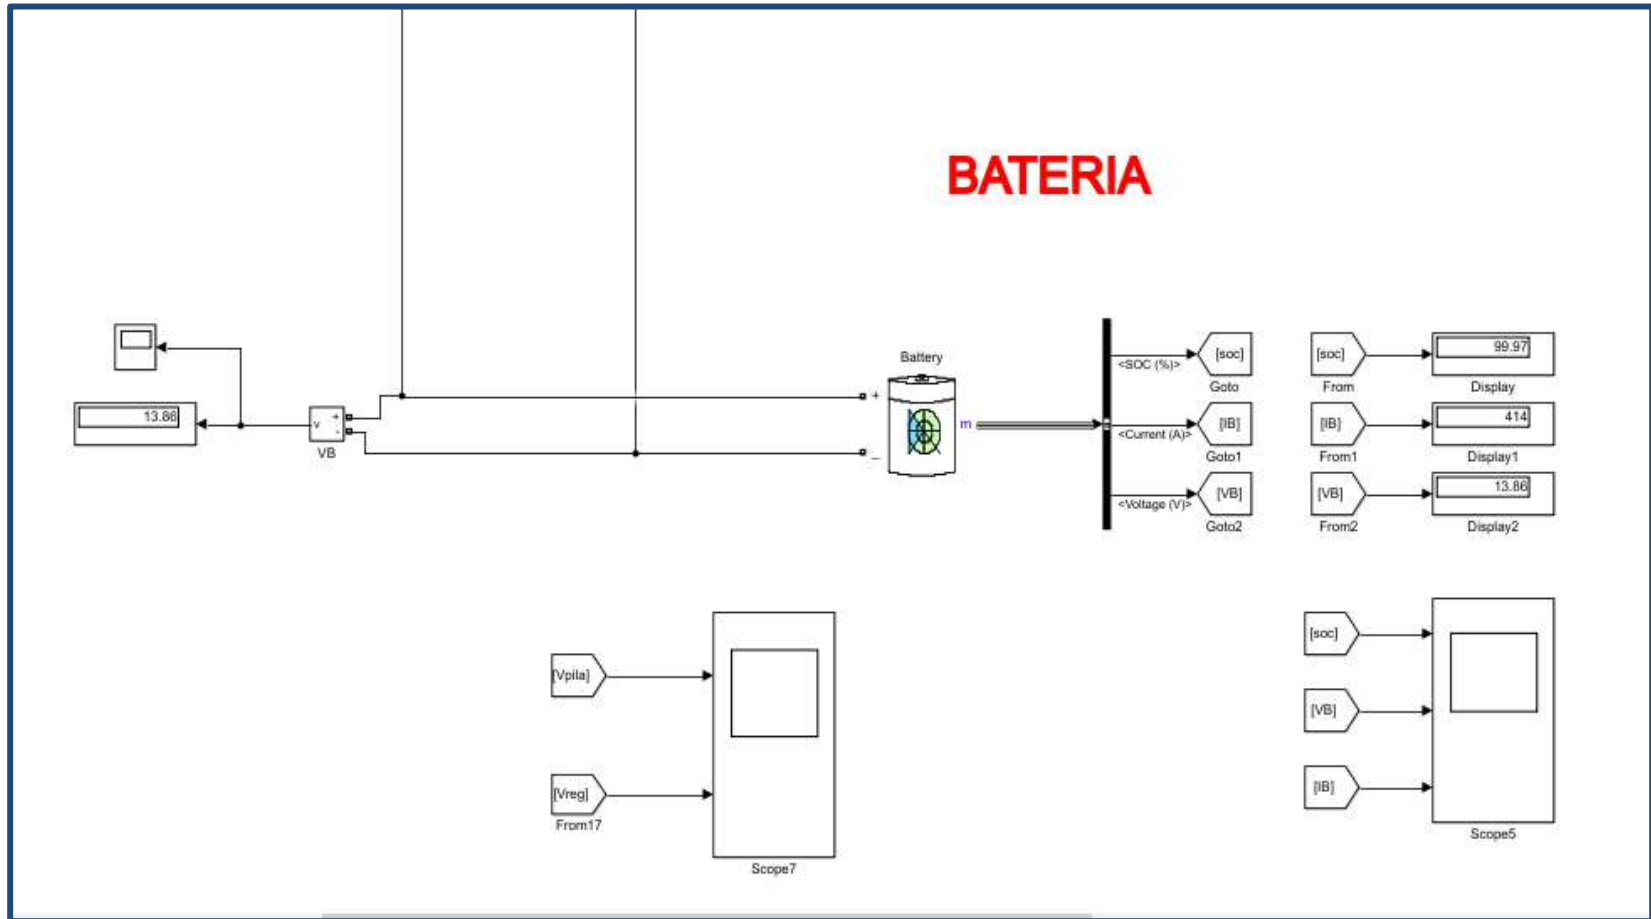 BATERIA
Battery
+
_
m
13.86
v
+
-
VB
<SOC (%)>
[soc]
Goto
<Current (A)>
[IB]
Goto1
<Voltage (V)>
[VB]
Goto2
[soc]
From
99.97
Display
[IB]
From1
414
Display1
[VB]
From2
13.86
Display2
[Vpila]
[Vreg]
From17
Scope7
[soc]
[VB]
[IB]
Scope5